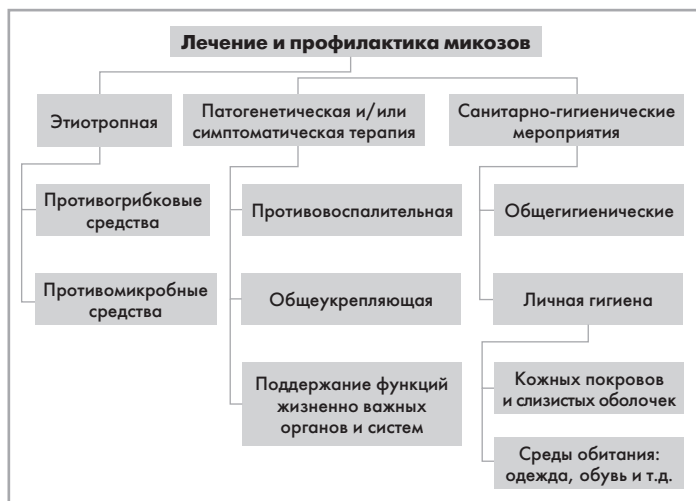 Лечение и профилактика микозов
Этиотропная
Патогенетическая и/или
симптоматическая терапия
Санитарно-гигиенические
мероприятия
Противогрибковые
средства
Противомикробные
средства
Противовоспалительная
Общеукрепляющая
Поддержание функций
жизненно важных
органов и систем
Общегигиенические
Личная гигиена
Кожных покровов
и слизистых оболочек
Среды обитания:
одежда, обувь и т.д.